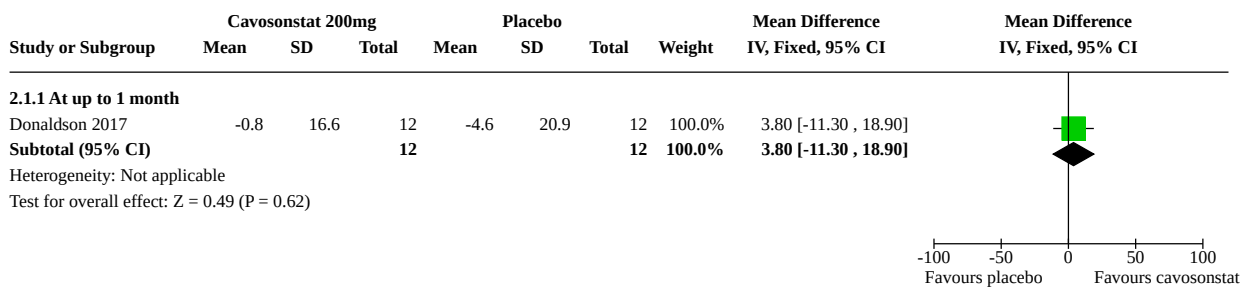 Cavosonstat 200mg Placebo Mean Difference Mean Difference
Study or Subgroup Mean SD Total Mean SD Total Weight IV, Fixed, 95% CI IV, Fixed, 95% CI
2.1.1 At up to 1 month
Donaldson 2017 -0.8 16.6 12 -4.6 20.9 12 100.0% 3.80 [-11.30 , 18.90]
Subtotal (95% CI) 12 12 100.0% 3.80 [-11.30 , 18.90]
Heterogeneity: Not applicable
Test for overall effect: Z = 0.49 (P = 0.62)
-100 -50 0 50 100
Favours placebo Favours cavosonstat